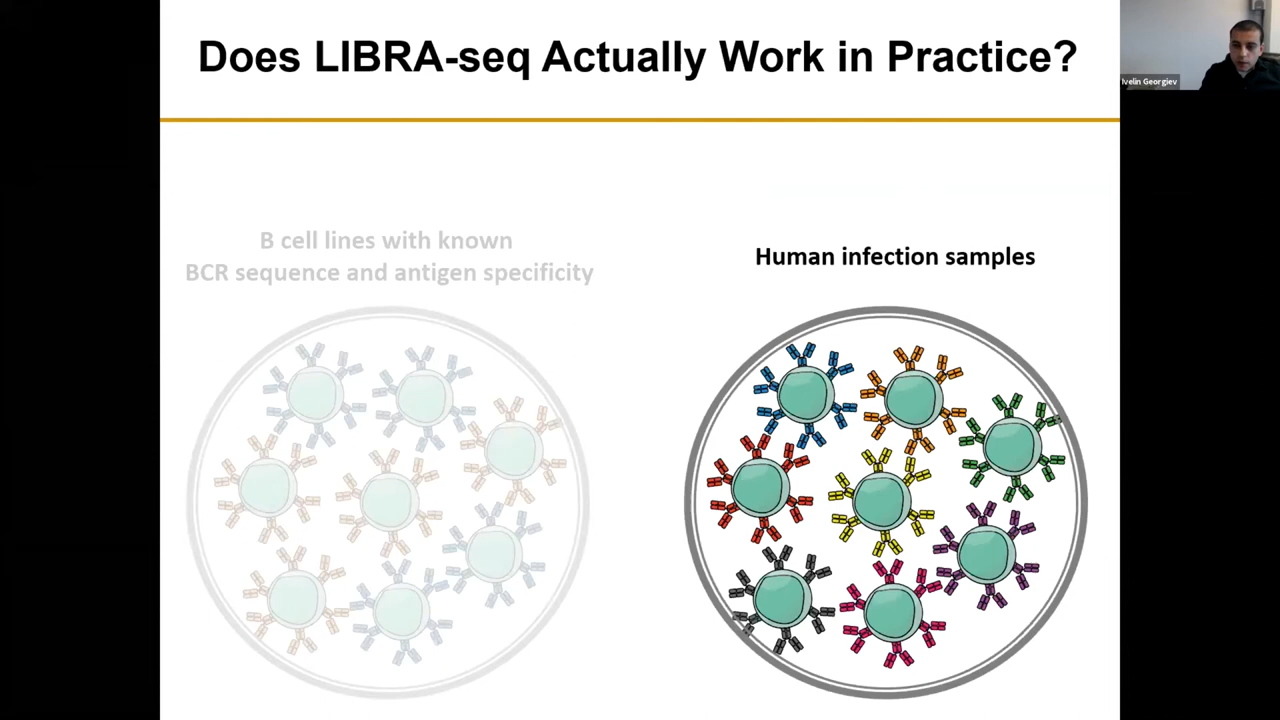 Does LIBRA-seq Actually Work in Practice?
Ivelin Georgiev
B cell lines with known
BCR sequence and antigen specificity
Human infection samples